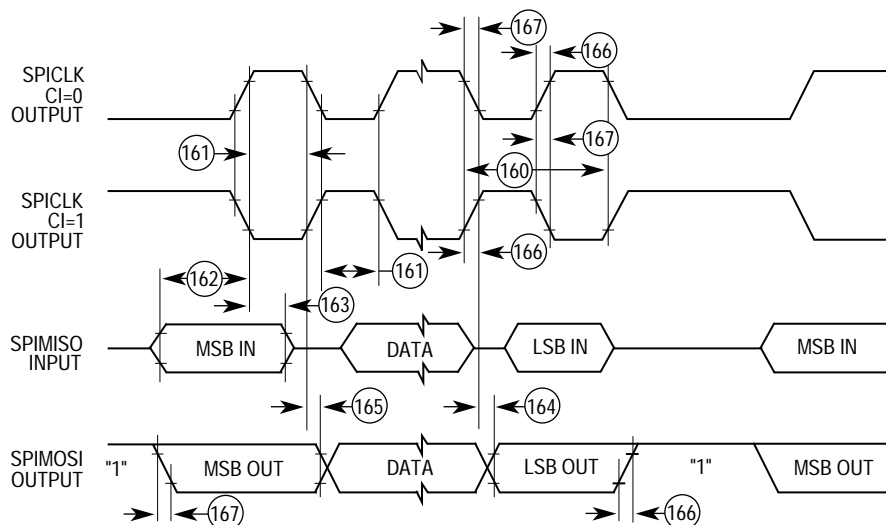 167
166
SPICLK
CI=0
OUTPUT
161
167
160
SPICLK
CI=1
OUTPUT
166
162
161
163
SPIMISO
INPUT
MSB IN
DATA
LSB IN
MSB IN
165
164
SPIMOSI
OUTPUT
"1"
MSB OUT
DATA
LSB OUT
"1"
MSB OUT
167
166